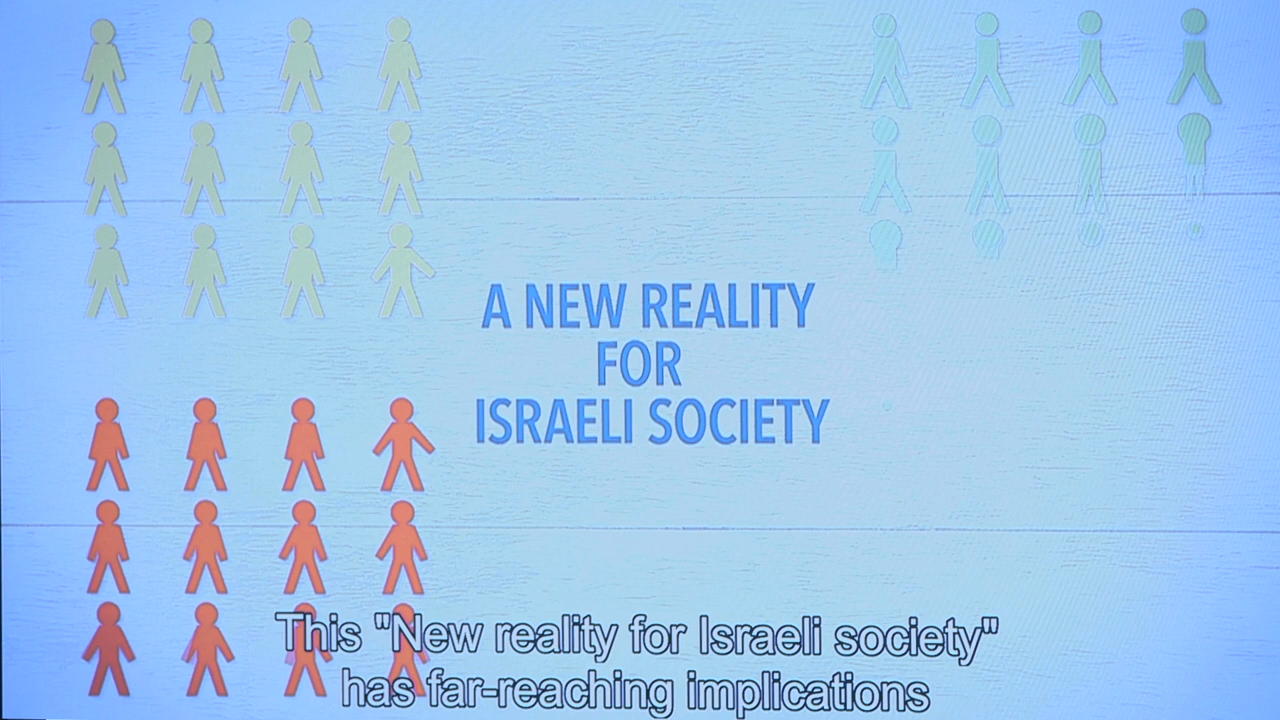 A NEW REALITY
FOR
ISRAELI SOCIETY
This "New reality for Israeli society"
has far-reaching implications